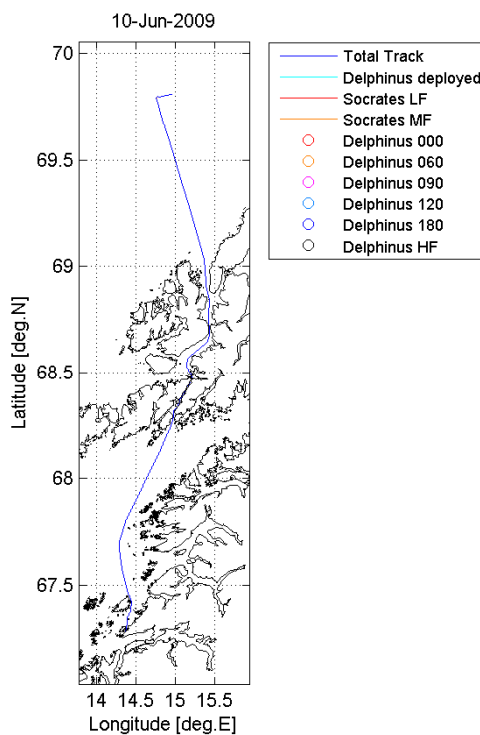 10-Jun-2009
70
69.5
69
68.5
68
67.5
14 14.5 15 15.5
Latitude [deg.N]
Longitude [deg.E]
Total Track
Delphinus deployed
Socrates LF
Socrates MF
Delphinus 000
Delphinus 060
Delphinus 090
Delphinus 120
Delphinus 180
Delphinus HF